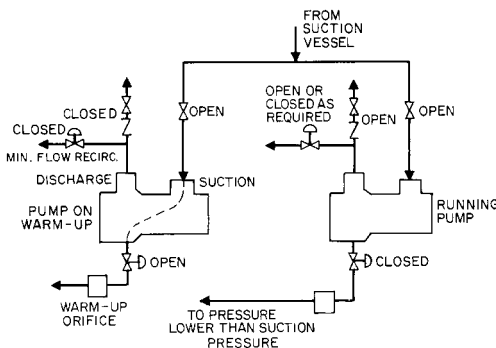 FROM
SUCTION
VESSEL
OPEN OR
CLOSED AS
REQUIRED
CLOSED
OPEN
OPEN
CLOSED
OPEN
MIN. FLOW RECIRC.
DISCHARGE
SUCTION
PUMP ON
WARM-UP
RUNNING
PUMP
OPEN
CLOSED
WARM-UP
ORIFICE
TO PRESSURE
LOWER THAN SUCTION
PRESSURE